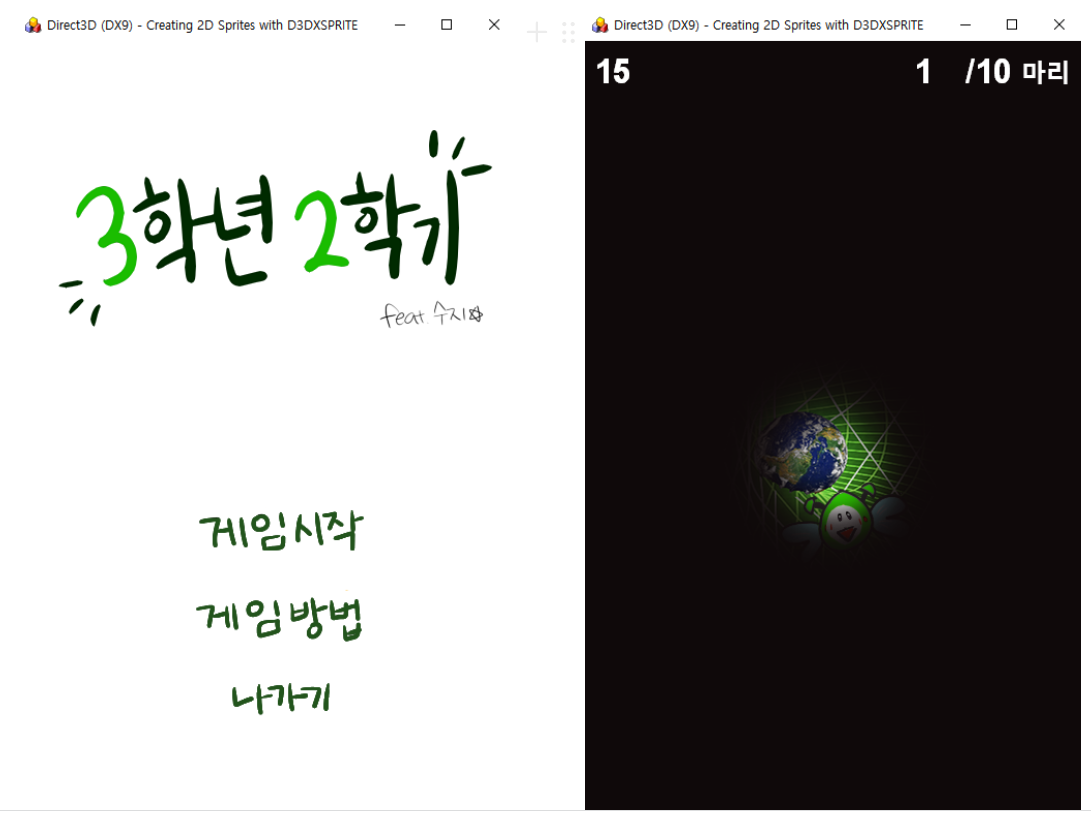 Direct3D (DX9) - Creating 2D Sprites with D3DXSPRITE
3학년 2학기
feat. 수지
게임시작
게임방법
나가기
Direct3D (DX9) - Creating 2D Sprites with D3DXSPRITE
15 1 /10 마리